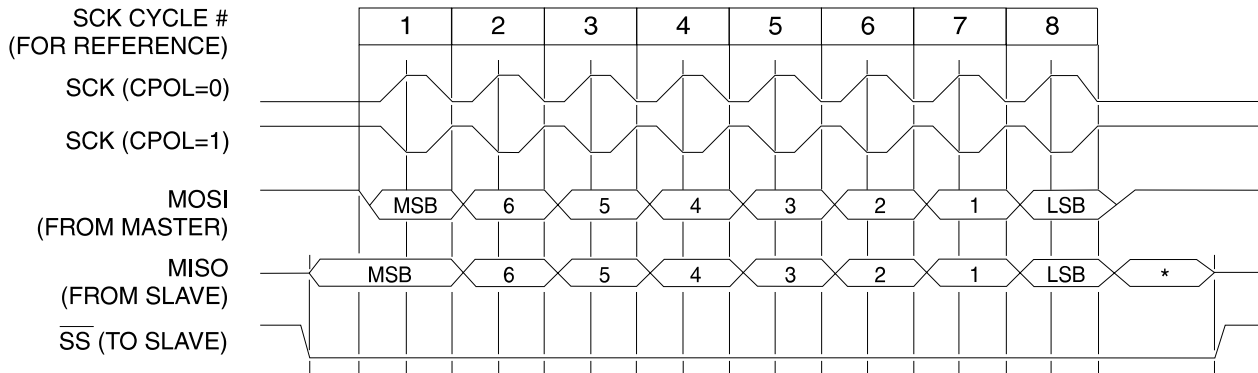 SCK CYCLE #
(FOR REFERENCE)
1 2 3 4 5 6 7 8
SCK (CPOL=0)
SCK (CPOL=1)
MOSI
(FROM MASTER)
MSB 6 5 4 3 2 1 LSB
MISO
(FROM SLAVE)
MSB 6 5 4 3 2 1 LSB *
SS (TO SLAVE)